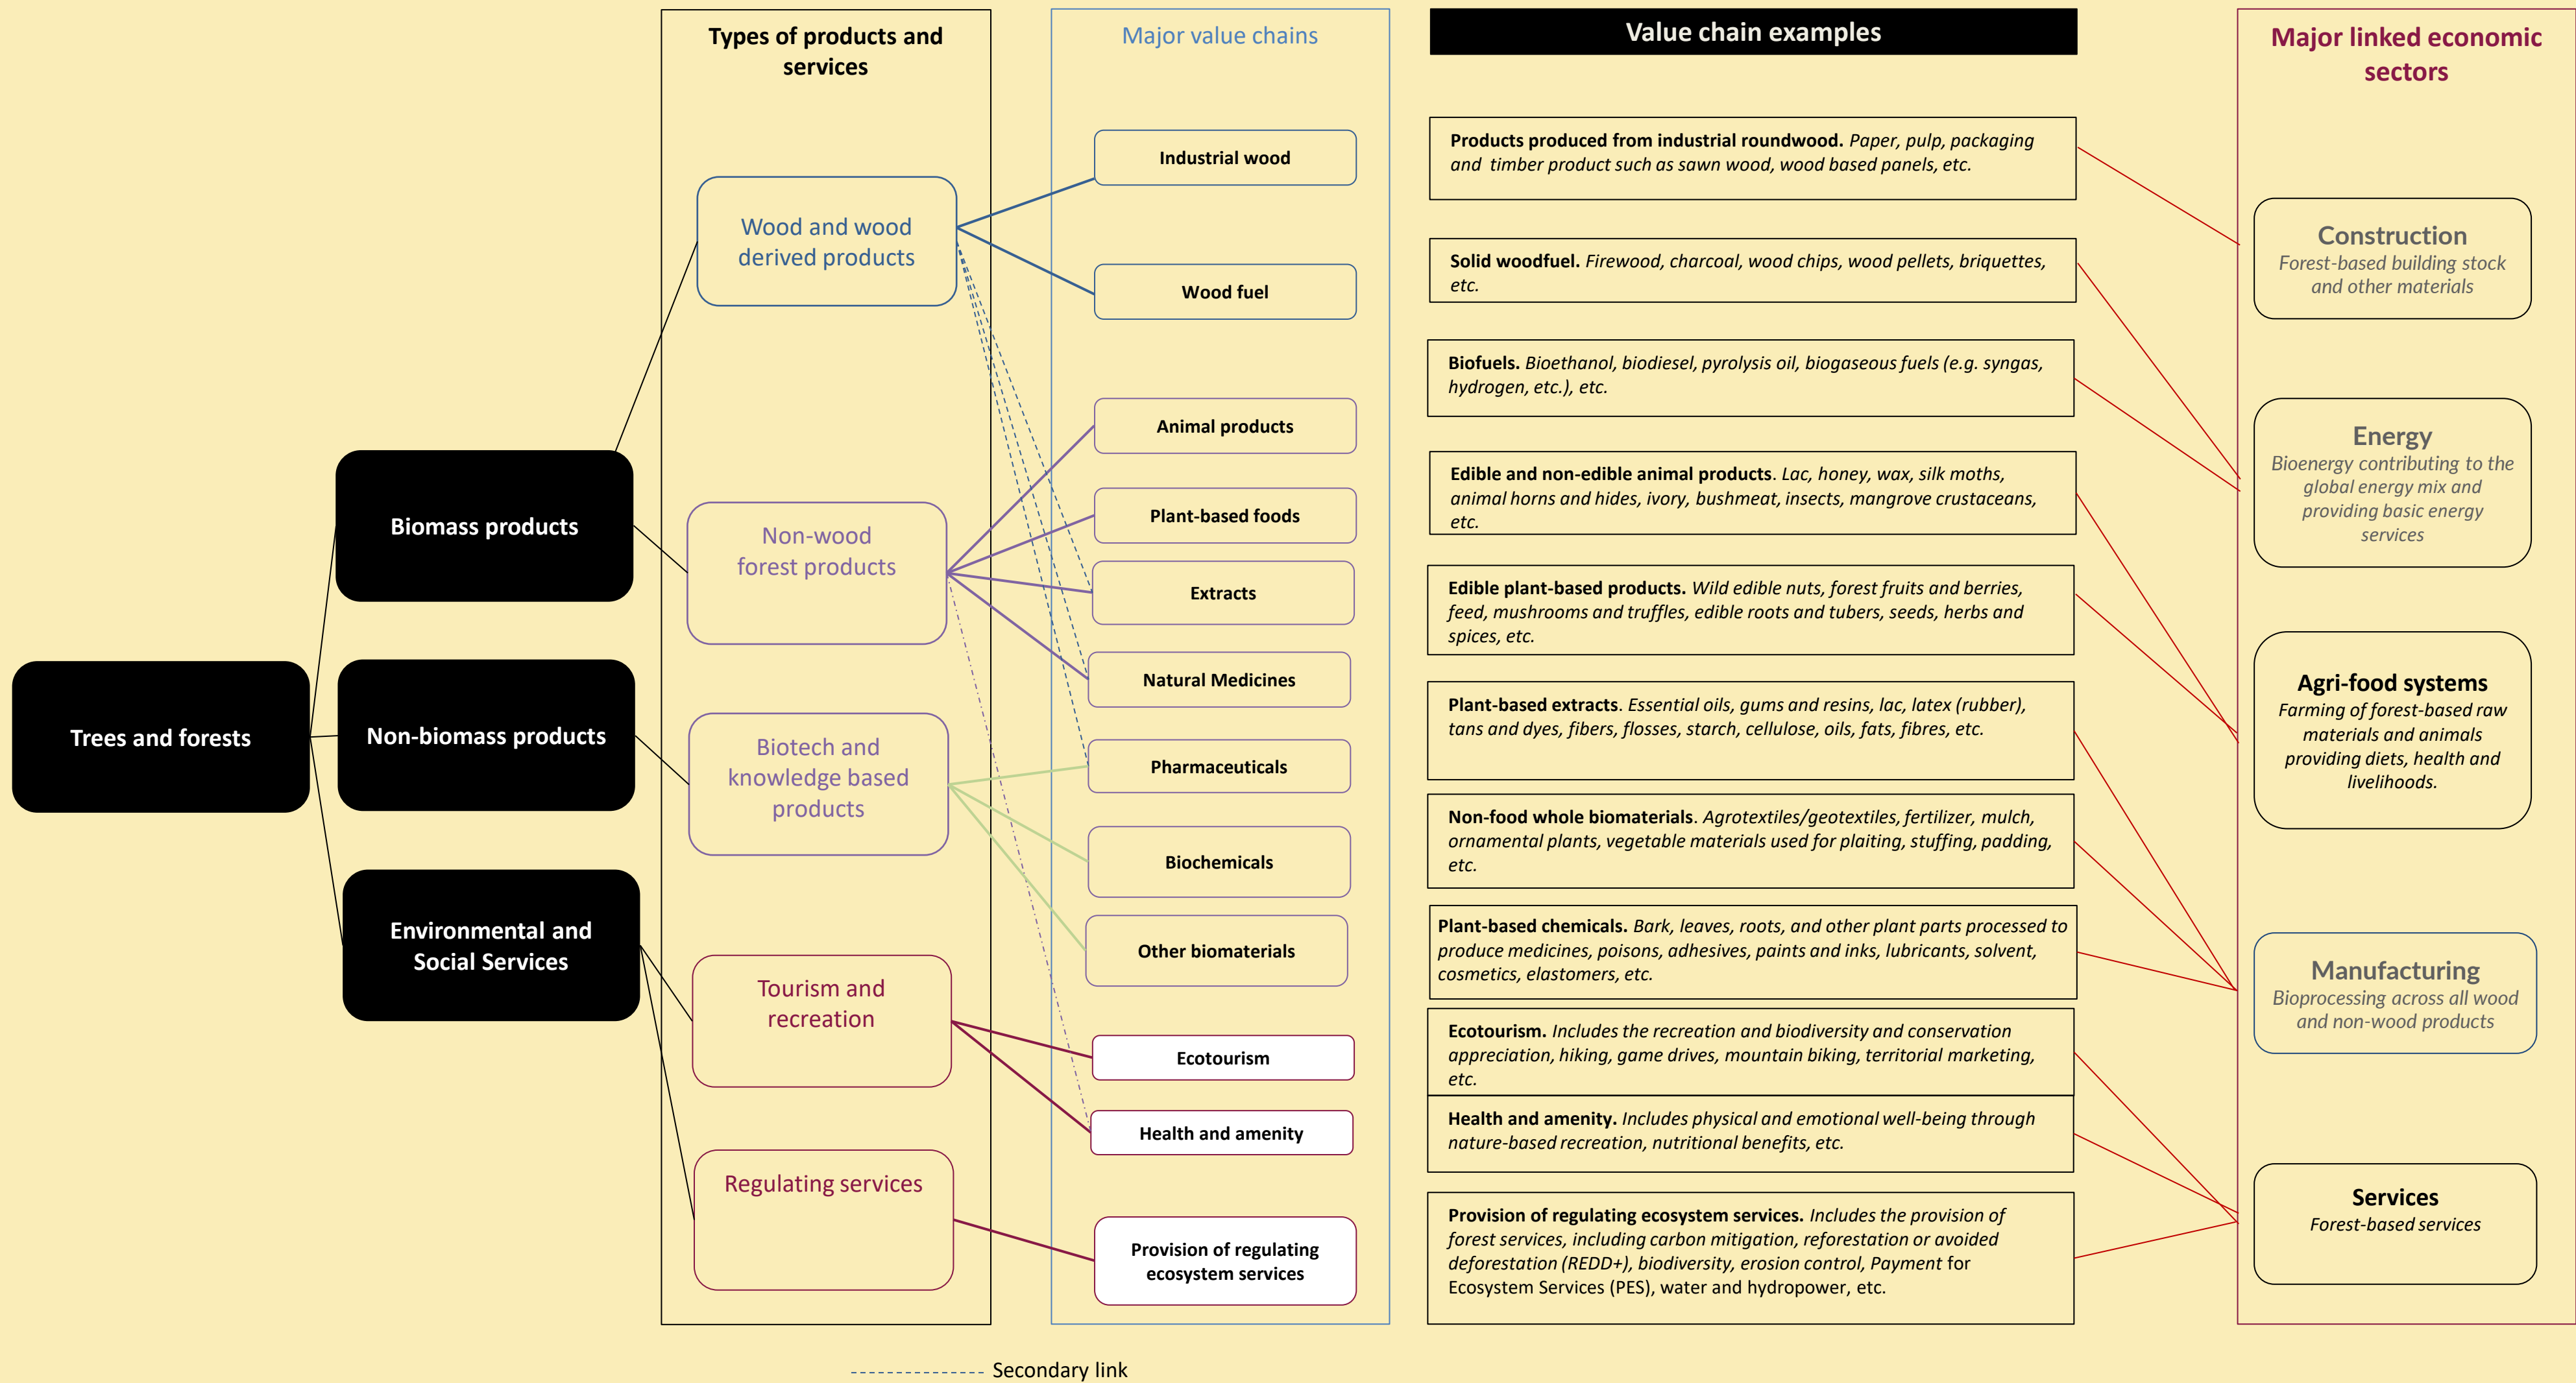 Types of products and
services
Major value chains
Value chain examples
Major linked economic
sectors
Trees and forests
Biomass products
Non-biomass products
Environmental and
Social Services
Wood and wood
derived products
Non-wood
forest products
Biotech and
knowledge based
products
Tourism and
recreation
Regulating services
Industrial wood
Wood fuel
Animal products
Plant-based foods
Extracts
Natural Medicines
Pharmaceuticals
Biochemicals
Other biomaterials
Ecotourism
Health and amenity
Provision of regulating
ecosystem services
Products produced from industrial roundwood. Paper, pulp, packaging
and timber product such as sawn wood, wood based panels, etc.
Solid woodfuel. Firewood, charcoal, wood chips, wood pellets, briquettes,
etc.
Biofuels. Bioethanol, biodiesel, pyrolysis oil, biogaseous fuels (e.g. syngas,
hydrogen, etc.), etc.
Edible and non-edible animal products. Lac, honey, wax, silk moths,
animal horns and hides, ivory, bushmeat, insects, mangrove crustaceans,
etc.
Edible plant-based products. Wild edible nuts, forest fruits and berries,
feed, mushrooms and truffles, edible roots and tubers, seeds, herbs and
spices, etc.
Plant-based extracts. Essential oils, gums and resins, lac, latex (rubber),
tans and dyes, fibers, flosses, starch, cellulose, oils, fats, fibres, etc.
Non-food whole biomaterials. Agrotextiles/geotextiles, fertilizer, mulch,
ornamental plants, vegetable materials used for plaiting, stuffing, padding,
etc.
Plant-based chemicals. Bark, leaves, roots, and other plant parts processed to
produce medicines, poisons, adhesives, paints and inks, lubricants, solvent,
cosmetics, elastomers, etc.
Ecotourism. Includes the recreation and biodiversity and conservation
appreciation, hiking, game drives, mountain biking, territorial marketing,
etc.
Health and amenity. Includes physical and emotional well-being through
nature-based recreation, nutritional benefits, etc.
Provision of regulating ecosystem services. Includes the provision of
forest services, including carbon mitigation, reforestation or avoided
deforestation (REDD+), biodiversity, erosion control, Payment for
Ecosystem Services (PES), water and hydropower, etc.
Construction
Forest-based building stock
and other materials
Energy
Bioenergy contributing to the
global energy mix and
providing basic energy
services
Agri-food systems
Farming of forest-based raw
materials and animals
providing diets, health and
livelihoods.
Manufacturing
Bioprocessing across all wood
and non-wood products
Services
Forest-based services
Secondary link